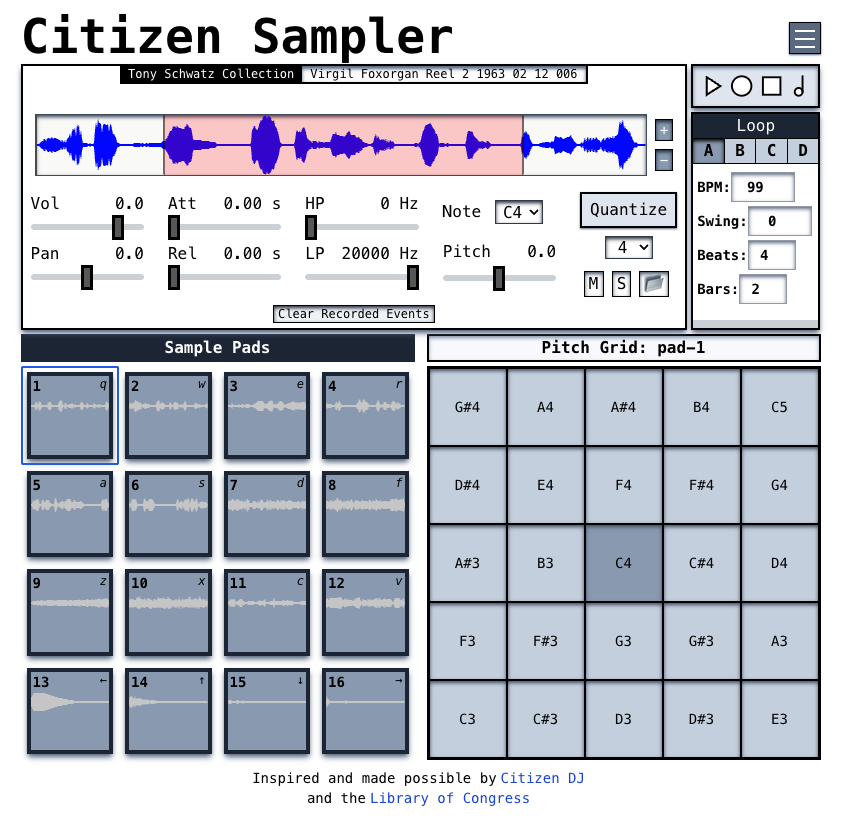 Citizen Sampler
Tony Schwatz Collection Virgil Foxorgan Reel 2 1963 02 12 006
+
−
Vol 0.0 Att 0.00 s HP 0 Hz Note C4 Quantize
Pan 0.0 Rel 0.00 s LP 20000 Hz Pitch 0.0 4
M S
Clear Recorded Events
Loop
A B C D
BPM: 99
Swing: 0
Beats: 4
Bars: 2
Sample Pads
1 q 2 w 3 e 4 r
5 a 6 s 7 d 8 f
9 z 10 x 11 c 12 v
13 ← 14 ↑ 15 ↓ 16 →
Pitch Grid: pad-1
G#4 A4 A#4 B4 C5
D#4 E4 F4 F#4 G4
A#3 B3 C4 C#4 D4
F3 F#3 G3 G#3 A3
C3 C#3 D3 D#3 E3
Inspired and made possible by Citizen DJ
and the Library of Congress